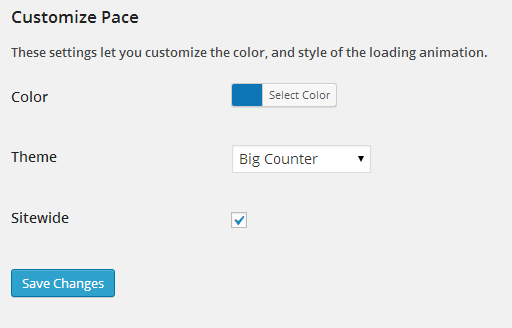 Customize Pace
These settings let you customize the color, and style of the loading animation.
Color Select Color
Theme Big Counter
Sitewide
Save Changes